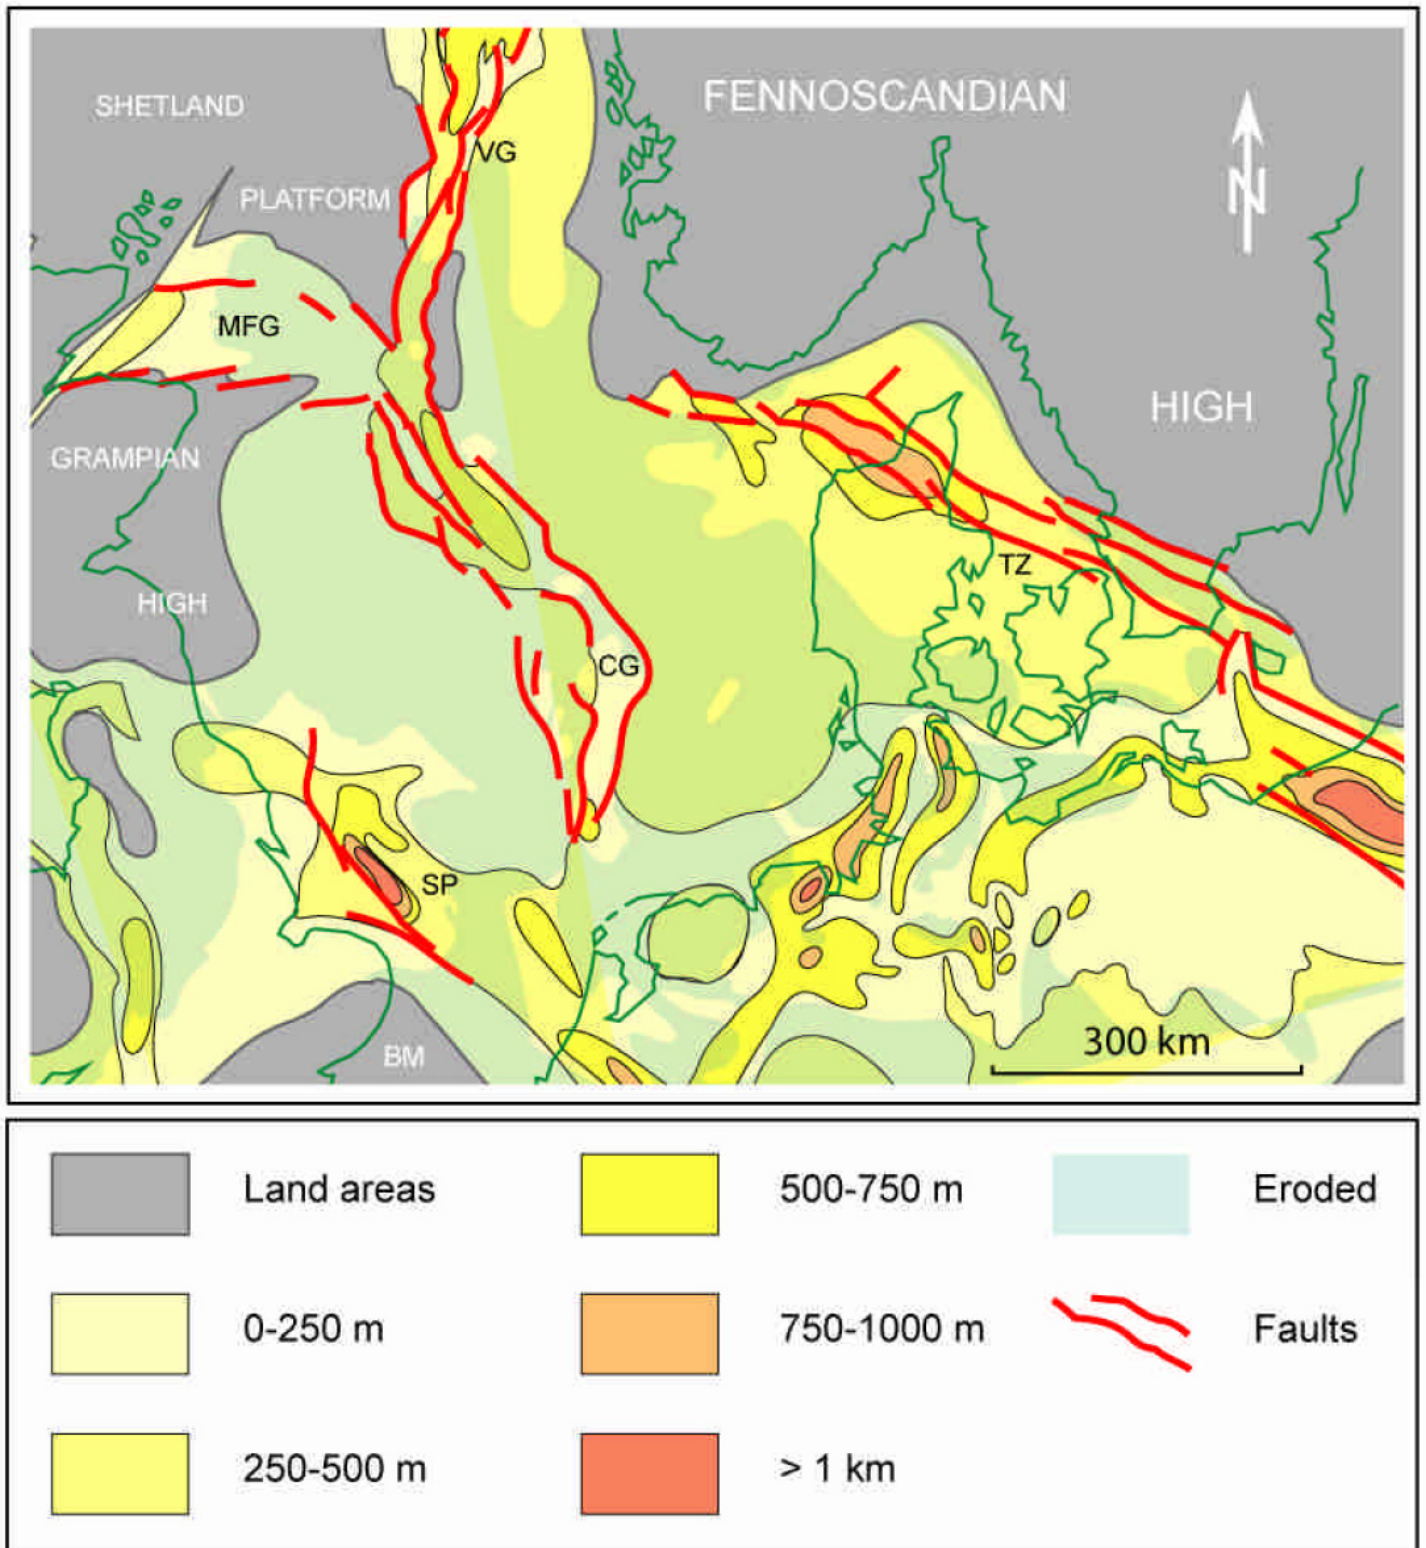 FENNOSCANDIAN
SHETLAND
VG
PLATFORM
N
MFG
HIGH
GRAMPIAN
TZ
HIGH
CG
SP
300 km
BM
Land areas
500-750 m
Eroded
0-250 m
750-1000 m
Faults
250-500 m
> 1 km